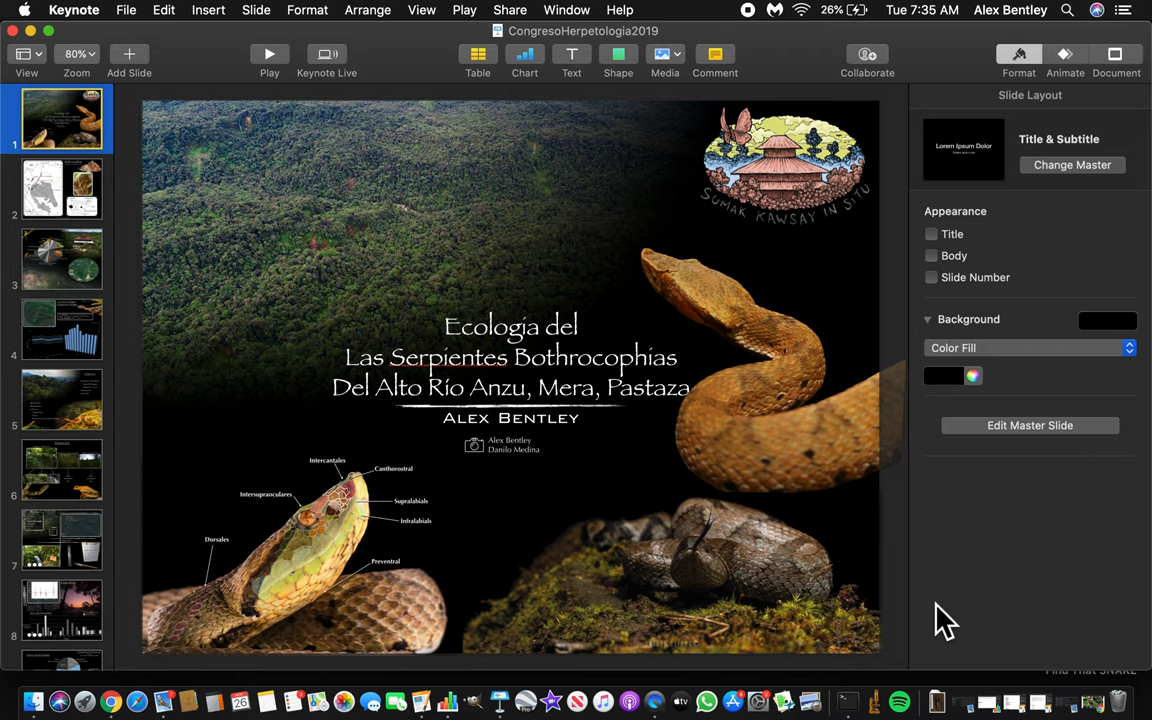 Keynote File Edit Insert Slide Format Arrange View Play Share Window Help 26% Tue 7:35 AM Alex Bentley
CongresoHerpetologia2019
80%
View Zoom Add Slide Play Keynote Live Table Chart Text Shape Media Comment Collaborate Format Animate Document
Slide Layout
Lorem Ipsum Dolor
Title & Subtitle
Change Master
Appearance
Title
Body
Slide Number
Background
Color Fill
Edit Master Slide
1
2
3
4
5
6
7
8
SUMAK KAWSAY IN SITU
Ecologia del
Las Serpientes Bothrocophias
Del Alto Río Anzu, Mera, Pastaza
Alex Bentley
Alex Bentley
Danilo Medina
Intercantales
Canthorostral
Intersupraoculares
Supralabials
Infralabials
Dorsales
Preventral
Find That SNAKE